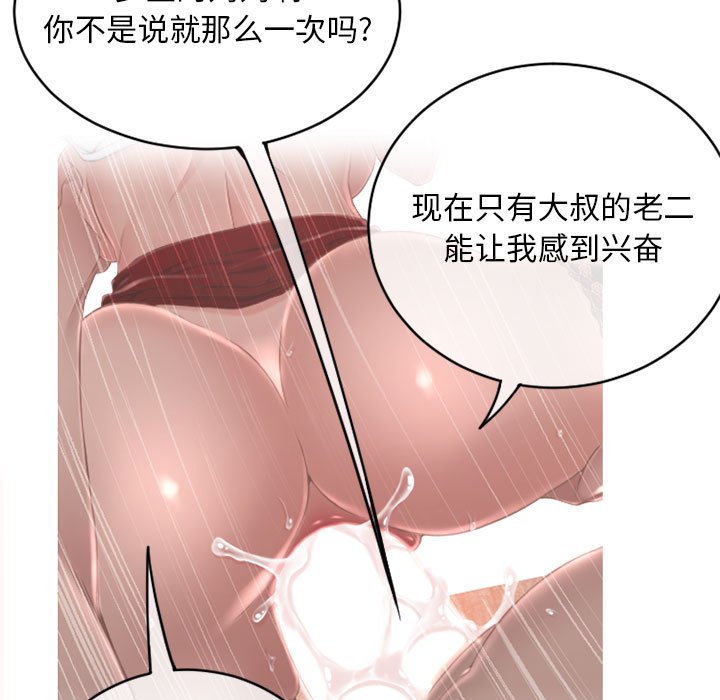 你不是说就那么一次吗?
现在只有大叔的老二
能让我感到兴奋